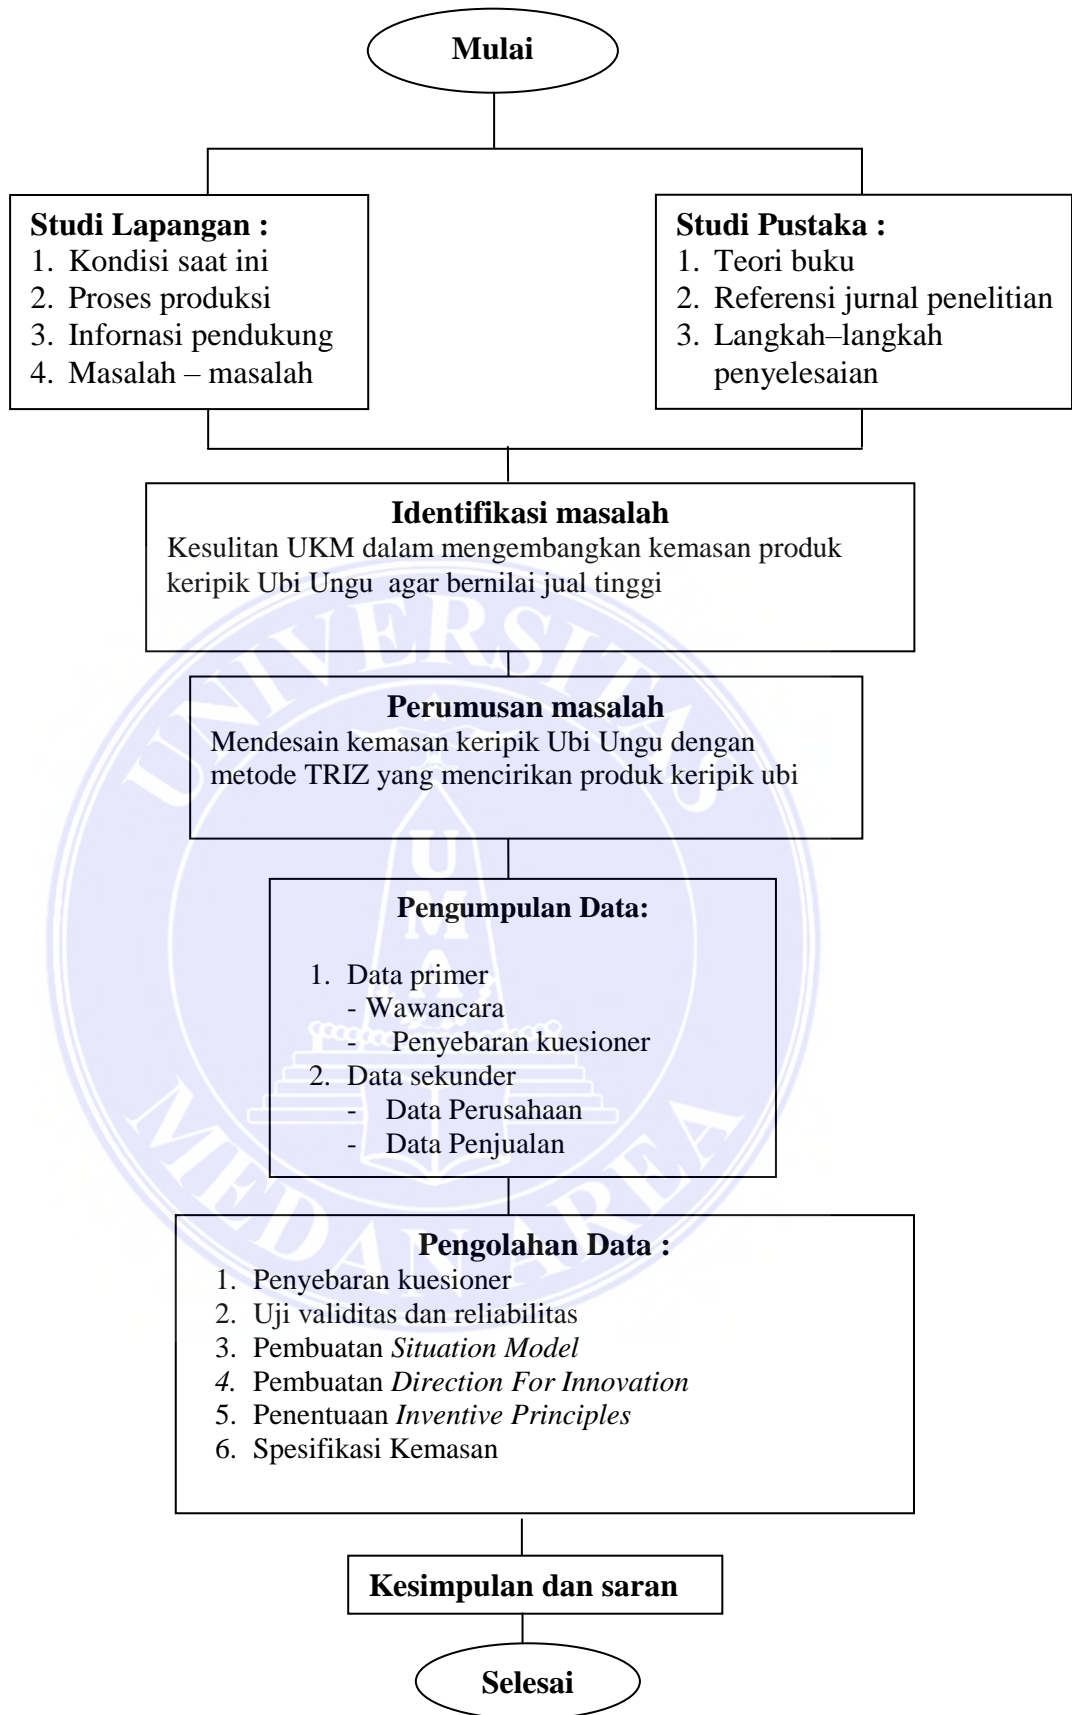 Mulai
Studi Lapangan :
1. Kondisi saat ini
2. Proses produksi
3. Infornasi pendukung
4. Masalah – masalah
Studi Pustaka :
1. Teori buku
2. Referensi jurnal penelitian
3. Langkah–langkah
penyelesaian
Identifikasi masalah
Kesulitan UKM dalam mengembangkan kemasan produk
keripik Ubi Ungu agar bernilai jual tinggi
Perumusan masalah
Mendesain kemasan keripik Ubi Ungu dengan
metode TRIZ yang mencirikan produk keripik ubi
Pengumpulan Data:
1. Data primer
- Wawancara
- Penyebaran kuesioner
2. Data sekunder
- Data Perusahaan
- Data Penjualan
Pengolahan Data :
1. Penyebaran kuesioner
2. Uji validitas dan reliabilitas
3. Pembuatan Situation Model
4. Pembuatan Direction For Innovation
5. Penentuaan Inventive Principles
6. Spesifikasi Kemasan
Kesimpulan dan saran
Selesai
UNIVERSITAS
UMA
MEDAN AREA